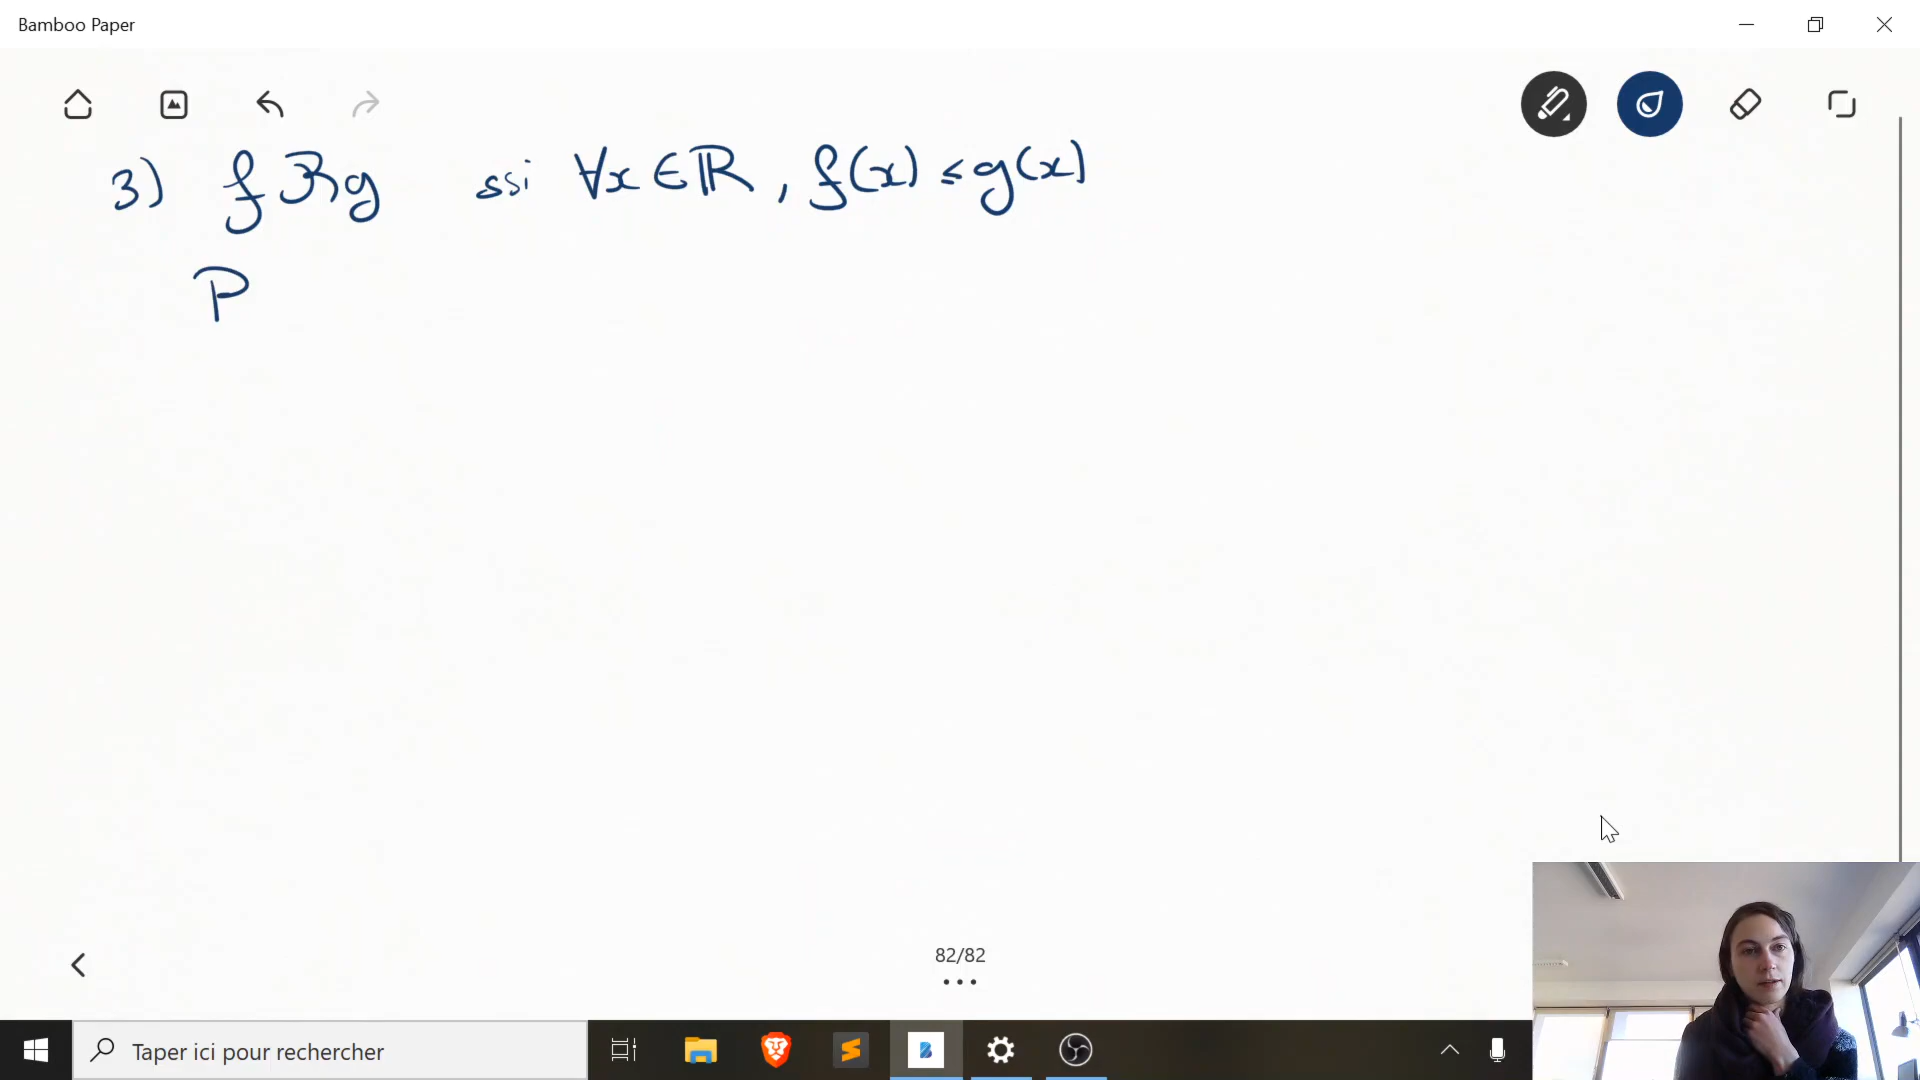 Bamboo Paper
3) f ℛ g ssi ∀x ∈ ℝ, f(x) ≤ g(x)
P
82/82
Taper ici pour rechercher